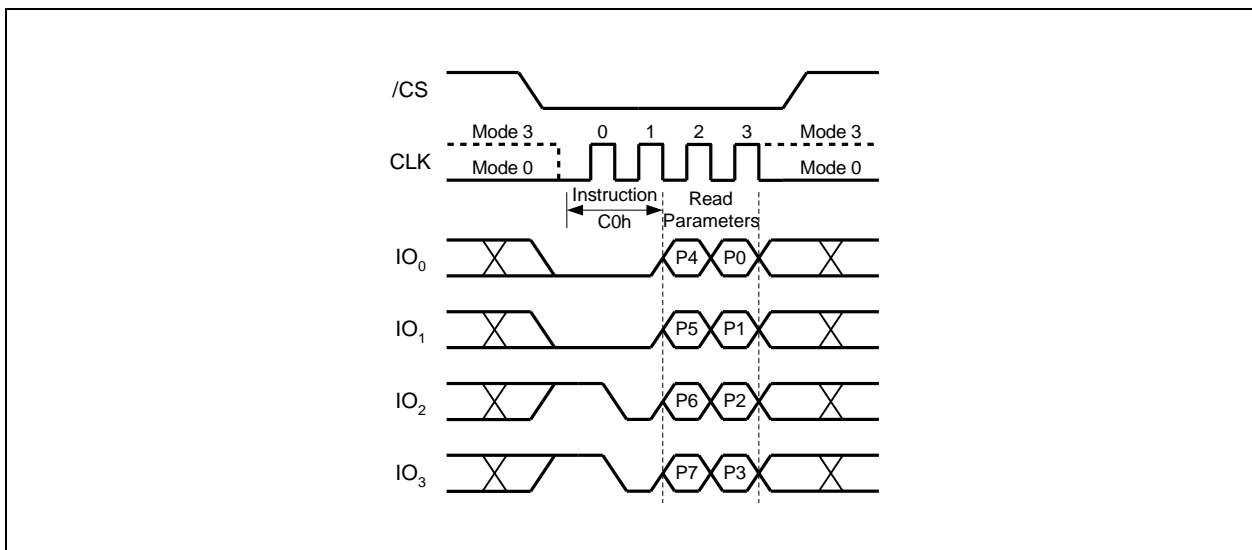 /CS
Mode 3 0 1 2 3 Mode 3
CLK
Mode 0 Mode 0
Instruction Read
C0h Parameters
IO0 P4 P0
IO1 P5 P1
IO2 P6 P2
IO3 P7 P3